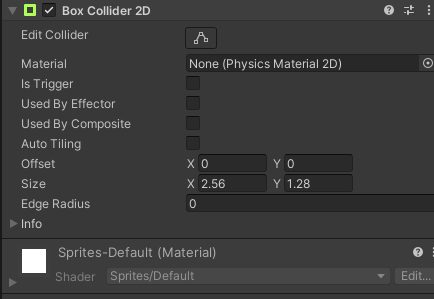 Box Collider 2D
Edit Collider
Material None (Physics Material 2D)
Is Trigger
Used By Effector
Used By Composite
Auto Tiling
Offset X 0 Y 0
Size X 2.56 Y 1.28
Edge Radius 0
Info
Sprites-Default (Material)
Shader Sprites/Default Edit...